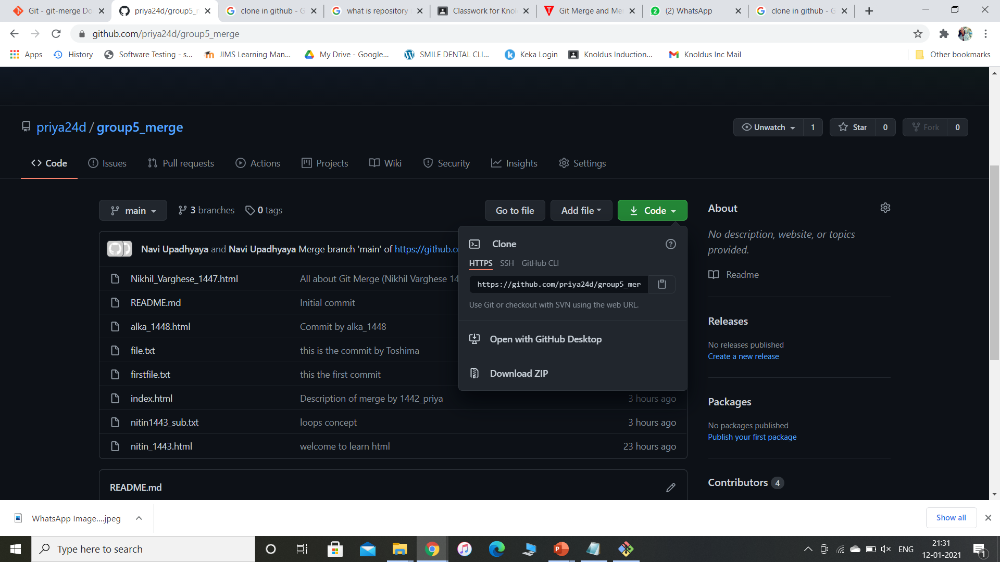 Git - git-merge Do
priya24d/group5_
clone in github - G
what is repository
Classwork for Knol
Git Merge and Me
(2) WhatsApp
clone in github - G
github.com/priya24d/group5_merge
Apps
History
Software Testing - s...
JIMS Learning Man...
My Drive - Google...
SMILE DENTAL CLI...
Keka Login
Knoldus Induction...
Knoldus Inc Mail
Other bookmarks
priya24d / group5_merge
Unwatch 1
Star 0
Fork 0
Code
Issues
Pull requests
Actions
Projects
Wiki
Security
Insights
Settings
main
3 branches
0 tags
Go to file
Add file
Code
Navi Upadhyaya and Navi Upadhyaya Merge branch 'main' of https://github.c
Nikhil_Varghese_1447.html All about Git Merge (Nikhil Varghese 14
README.md Initial commit
alka_1448.html Commit by alka_1448
file.txt this is the commit by Toshima
firstfile.txt this the first commit
index.html Description of merge by 1442_priya 3 hours ago
nitin1443_sub.txt loops concept 3 hours ago
nitin_1443.html welcome to learn html 23 hours ago
README.md
Clone
HTTPS SSH GitHub CLI
https://github.com/priya24d/group5_mer
Use Git or checkout with SVN using the web URL.
Open with GitHub Desktop
Download ZIP
About
No description, website, or topics
provided.
Readme
Releases
No releases published
Create a new release
Packages
No packages published
Publish your first package
Contributors 4
WhatsApp Image....jpeg
Show all
Type here to search
ENG
21:31
12-01-2021
1